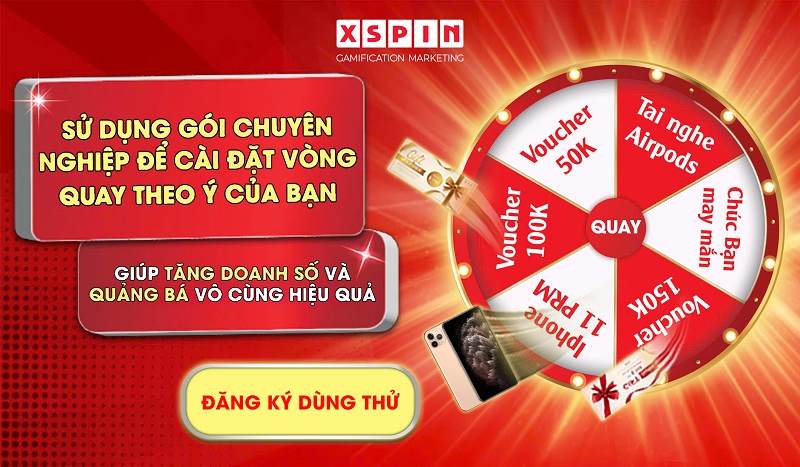 XSPIN
GAMIFICATION MARKETING
SỬ DỤNG GÓI CHUYÊN
NGHIỆP ĐỂ CÀI ĐẶT VÒNG
QUAY THEO Ý CỦA BẠN
GIÚP TĂNG DOANH SỐ VÀ
QUẢNG BÁ VÔ CÙNG HIỆU QUẢ
ĐĂNG KÝ DÙNG THỬ
Voucher
50K
Tai nghe
Airpods
Chúc Bạn
may mắn
Voucher
150K
Iphone
11 PRM
Voucher
100K
QUAY
Gift